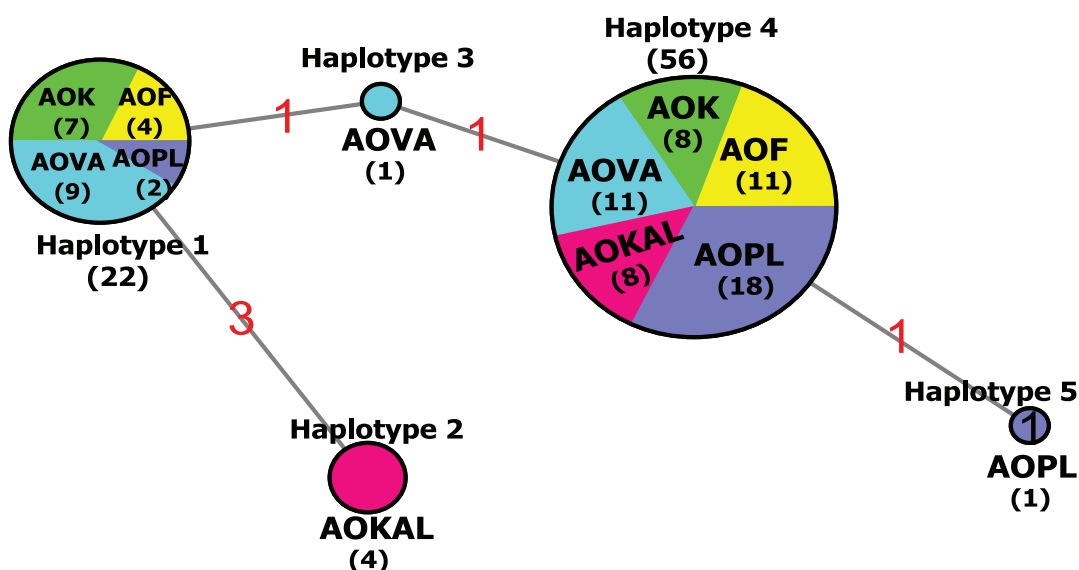 Haplotype 1
(22)
AOK
(7)
AOF
(4)
AOVA
(9)
AOPL
(2)
1
Haplotype 3
AOVA
(1)
1
Haplotype 4
(56)
AOK
(8)
AOF
(11)
AOVA
(11)
AOKAL
(8)
AOPL
(18)
3
Haplotype 2
AOKAL
(4)
1
Haplotype 5
1
AOPL
(1)